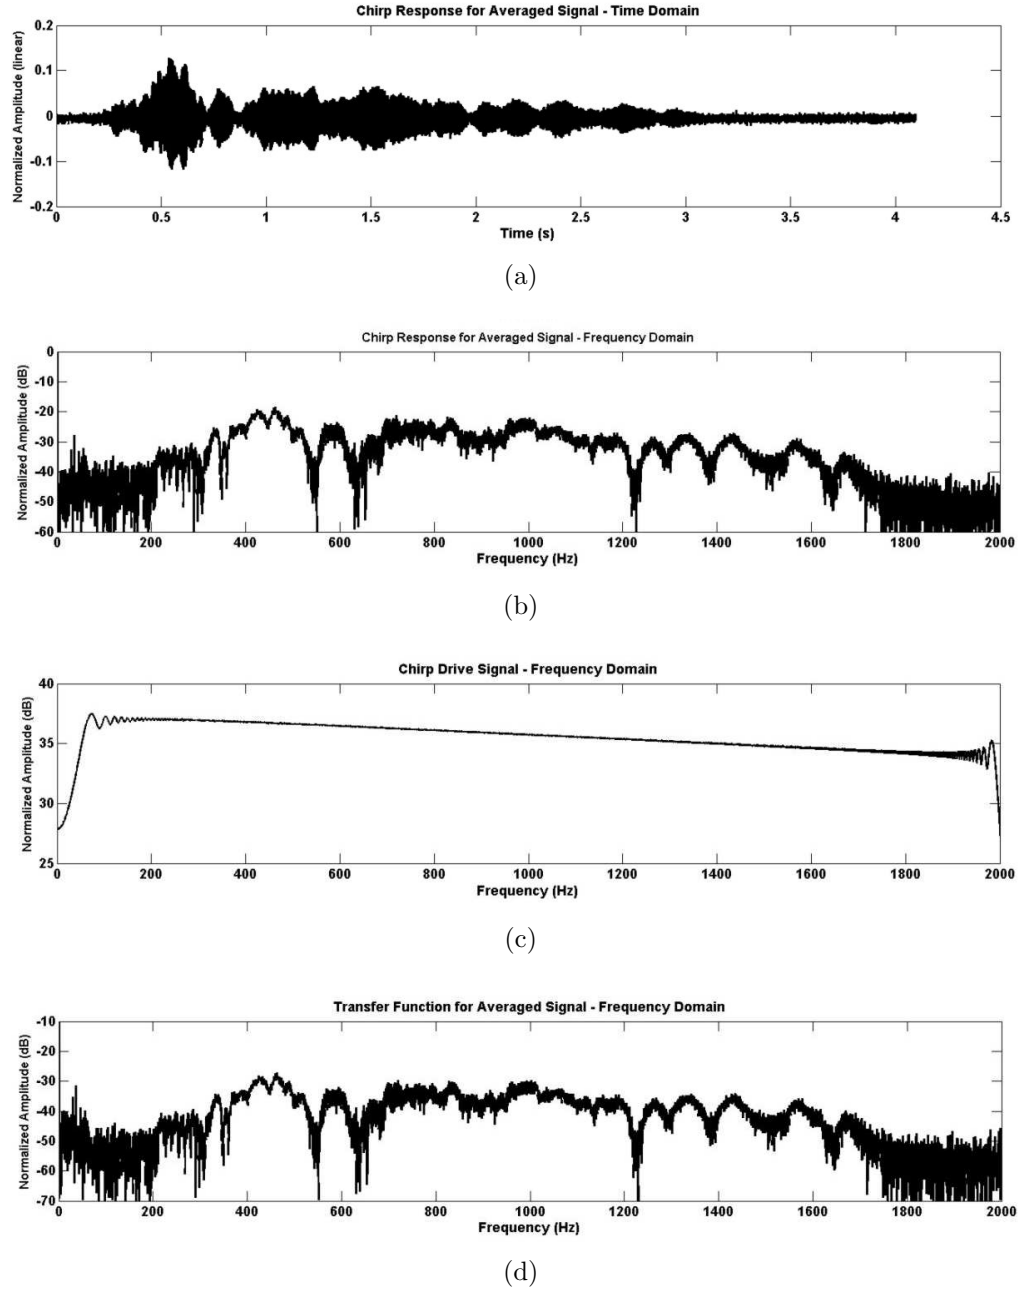 Chirp Response for Averaged Signal - Time Domain
Normalized Amplitude (linear)
0.2
0.1
0
-0.1
-0.2
0 0.5 1 1.5 2 2.5 3 3.5 4 4.5
Time (s)
(a)
Chirp Response for Averaged Signal - Frequency Domain
Normalized Amplitude (dB)
0
-10
-20
-30
-40
-50
-60
0 200 400 600 800 1000 1200 1400 1600 1800 2000
Frequency (Hz)
(b)
Chirp Drive Signal - Frequency Domain
Normalized Amplitude (dB)
40
35
30
25
0 200 400 600 800 1000 1200 1400 1600 1800 2000
Frequency (Hz)
(c)
Transfer Function for Averaged Signal - Frequency Domain
Normalized Amplitude (dB)
-10
-20
-30
-40
-50
-60
-70
0 200 400 600 800 1000 1200 1400 1600 1800 2000
Frequency (Hz)
(d)